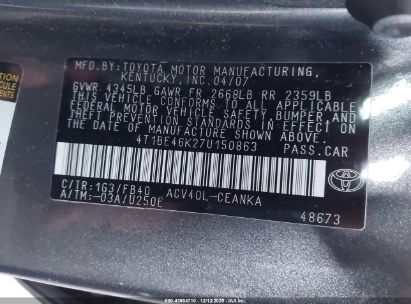 MFD.BY:TOYOTA MOTOR MANUFACTURING,
KENTUCKY,INC.04/07
GVWR 4345LB GAWR FR 2668LB RR 2359LB
THIS VEHICLE CONFORMS TO ALL APPLICABLE
FEDERAL MOTOR VEHICLE SAFETY, BUMPER, AND
THEFT PREVENTION STANDARDS IN EFFECT ON
THE DATE OF MANUFACTURE SHOWN ABOVE.
4T1BE46K27U150863 PASS.CAR
C/TR:1G3/FB40 ACV40L-CEANKA
A/TM:-03A/U250E
48673
TOYOTA
VEHICLE